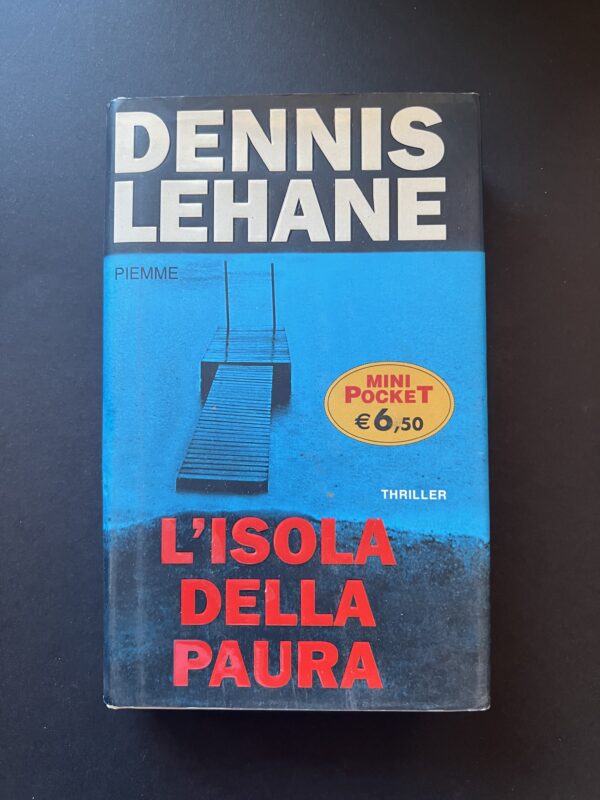 DENNIS
LEHANE
PIEMME
MINI
POCKET
€ 6,50
THRILLER
L'ISOLA
DELLA
PAURA